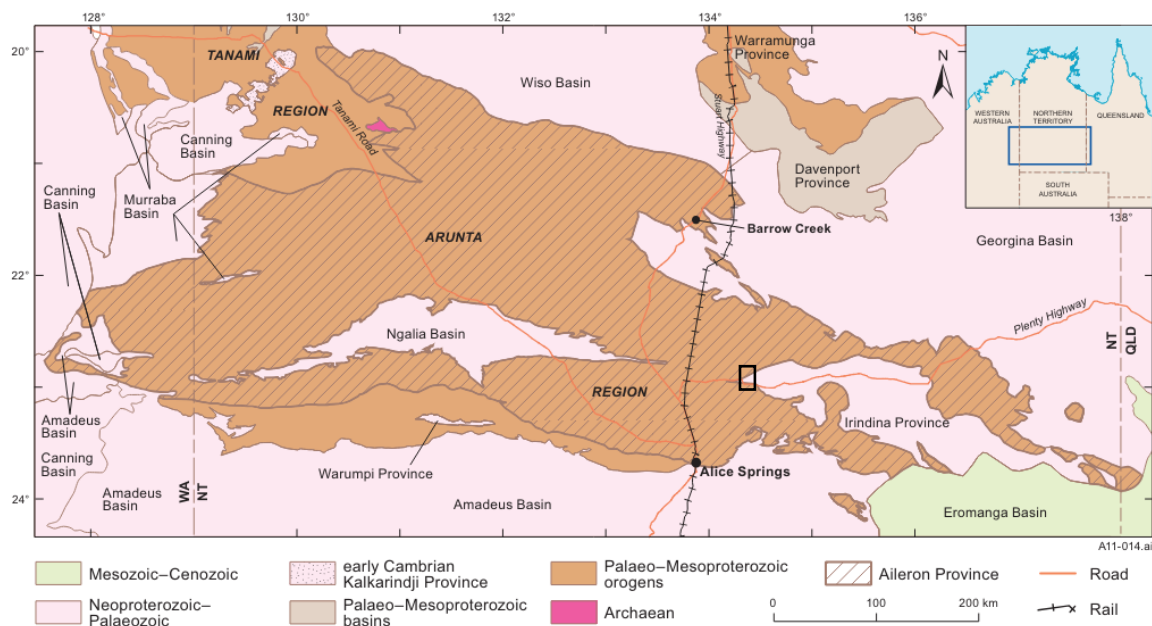 128°
130°
132°
134°
136°
20°
22°
24°
138°
TANAMI
REGION
Tanami Road
Canning
Basin
Murraba
Basin
Canning
Basin
Wiso Basin
Warramunga
Province
Stuart Highway
Davenport
Province
N
WESTERN
AUSTRALIA
NORTHERN
TERRITORY
QUEENSLAND
SOUTH
AUSTRALIA
ARUNTA
Barrow Creek
Georgina Basin
Plenty Highway
NT
QLD
Ngalia Basin
REGION
Irindina Province
Amadeus
Basin
Canning
Basin
Amadeus
Basin
WA
NT
Warumpi Province
Alice Springs
Amadeus Basin
Eromanga Basin
A11-014.ai
Mesozoic–Cenozoic
Neoproterozoic–
Palaeozoic
early Cambrian
Kalkarindji Province
Palaeo–Mesoproterozoic
basins
Palaeo–Mesoproterozoic
orogens
Archaean
Aileron Province
0 100 200 km
Road
Rail